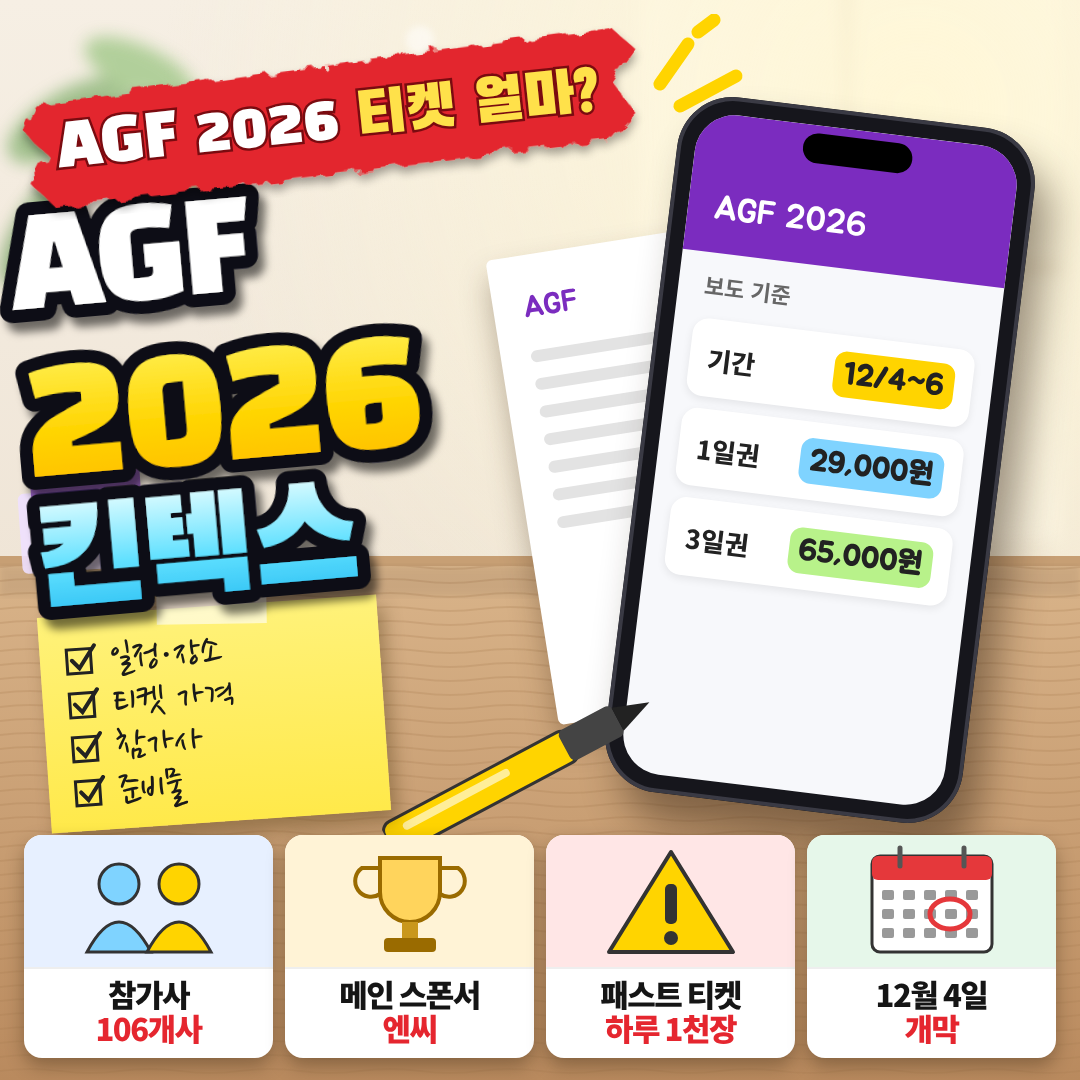 AGF 2026 티켓 얼마?
AGF
2026
킨텍스
일정·장소
티켓 가격
참가사
준비물
AGF
AGF 2026
보도 기준
기간 12/4~6
1일권 29,000원
3일권 65,000원
참가사
106개사
메인 스폰서
엔씨
패스트 티켓
하루 1천장
12월 4일
개막